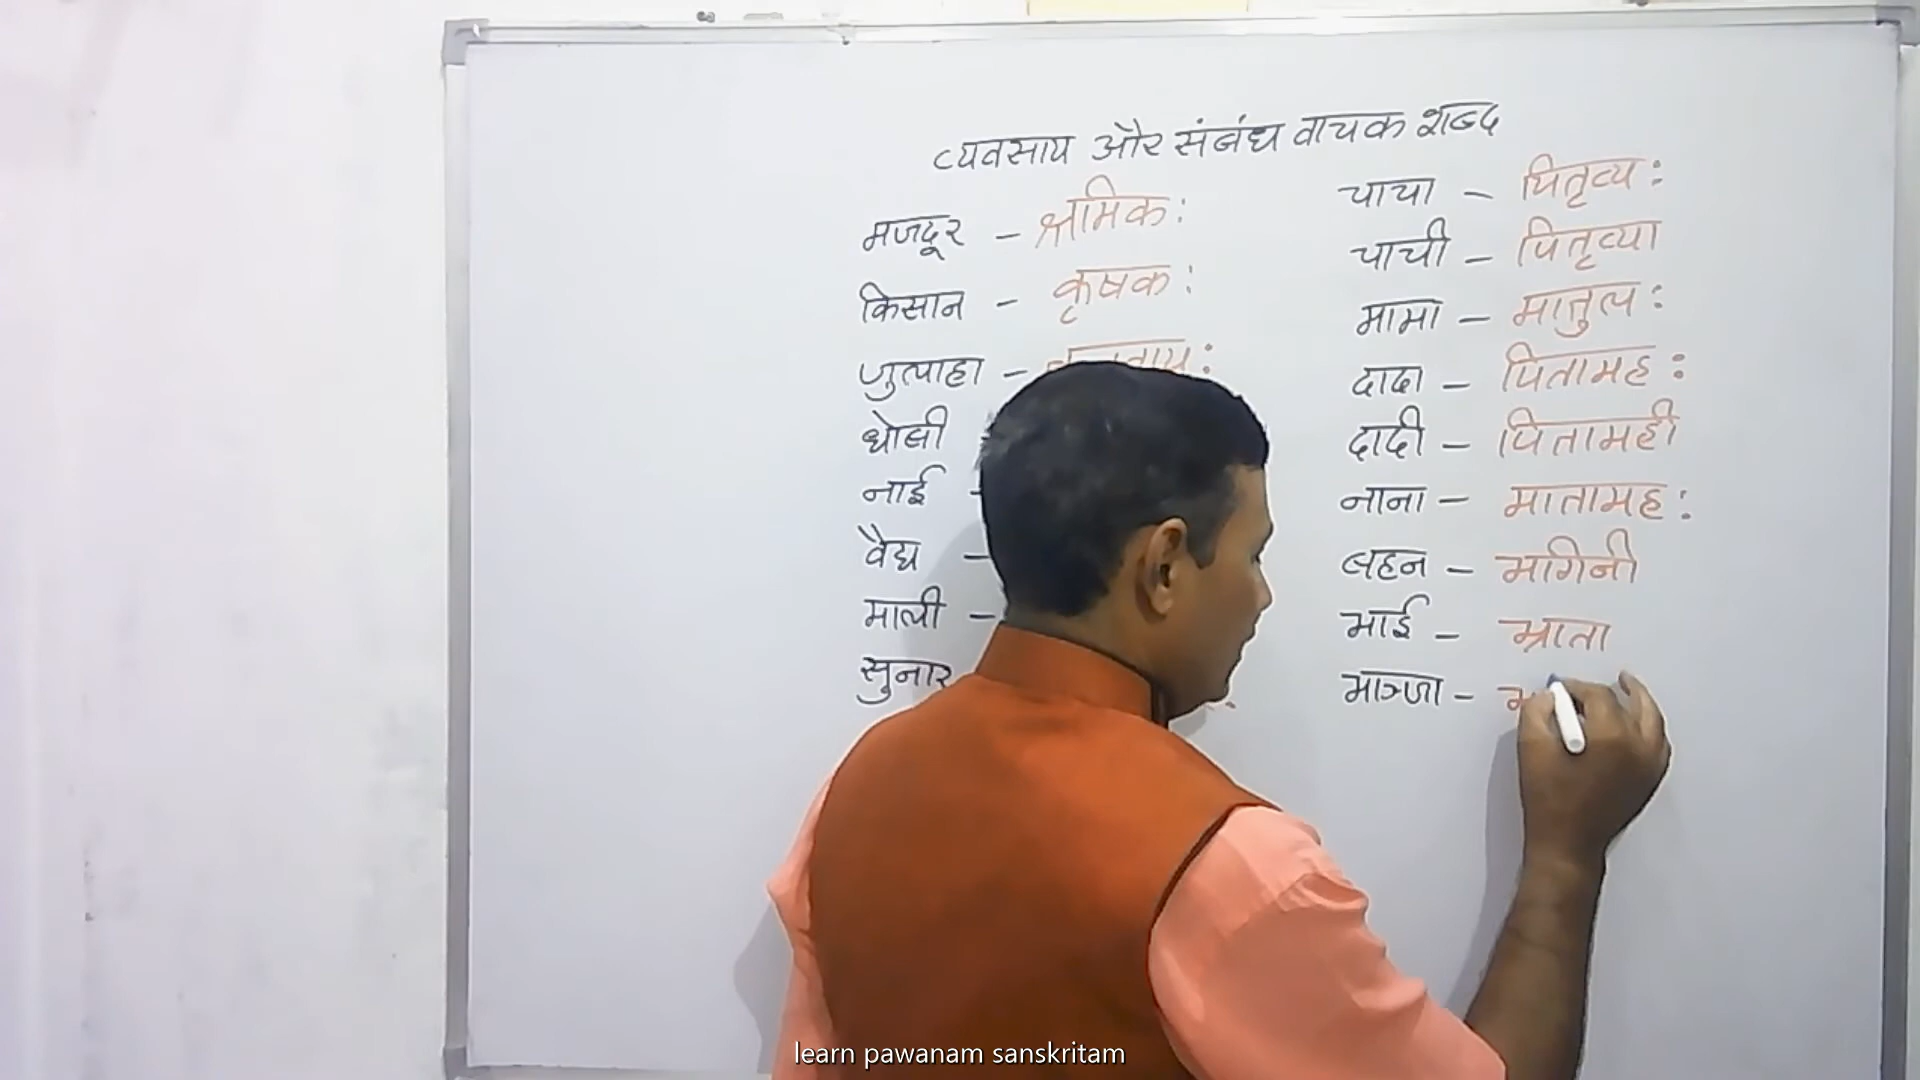 व्यवसाय और संबंध वाचक शब्द
मजदूर - श्रमिक:
किसान - कृषक:
जुलाहा -
धोबी
नाई -
वैद्य -
माली -
सुनार
चाचा - पितृव्य:
चाची - पितृव्या
मामा - मातुल:
दादा - पितामह:
दादी - पितामही
नाना - मातामह:
बहन - भगिनी
भाई - भ्राता
भाञ्जा -
learn pawanam sanskritam